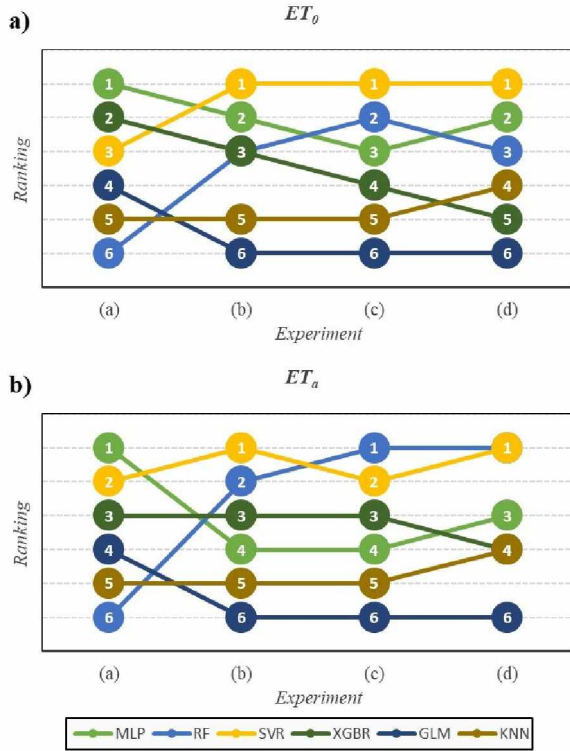 a)
ET₀
1 1 1 1
2 2 2 2
3 3 3 3
4 4 4
5 5 5 5
6 6 6 6
Ranking
(a) (b) (c) (d)
Experiment
b)
ETₐ
1 1 1 1
2 2 2
3 3 3 3
4 4 4 4
5 5 5
6 6 6 6
Ranking
(a) (b) (c) (d)
Experiment
MLP RF SVR XGBR GLM KNN